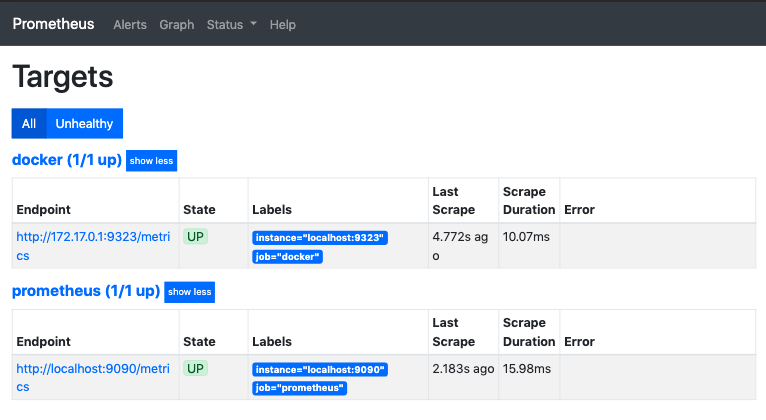 Prometheus Alerts Graph Status Help
Targets
All Unhealthy
docker (1/1 up) show less
Endpoint State Labels Last Scrape Scrape Duration Error
http://172.17.0.1:9323/metrics UP instance="localhost:9323" job="docker" 4.772s ago 10.07ms
prometheus (1/1 up) show less
Endpoint State Labels Last Scrape Scrape Duration Error
http://localhost:9090/metrics UP instance="localhost:9090" job="prometheus" 2.183s ago 15.98ms